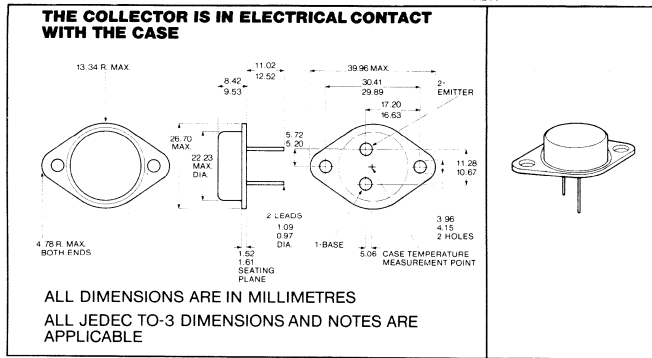 THE COLLECTOR IS IN ELECTRICAL CONTACT
WITH THE CASE
13.34 R. MAX.
8.42
9.53
11.02
12.52
39.96 MAX.
30.41
29.89
2-
EMITTER
17.20
16.63
26.70
MAX.
22.23
MAX.
DIA.
5.72
5.20
11.28
10.67
2 LEADS
1.09
0.97
DIA.
1-BASE
3.96
4.15
2 HOLES
4.78 R. MAX.
BOTH ENDS
1.52
1.61
SEATING
PLANE
5.06
CASE TEMPERATURE
MEASUREMENT POINT
ALL DIMENSIONS ARE IN MILLIMETRES
ALL JEDEC TO-3 DIMENSIONS AND NOTES ARE
APPLICABLE